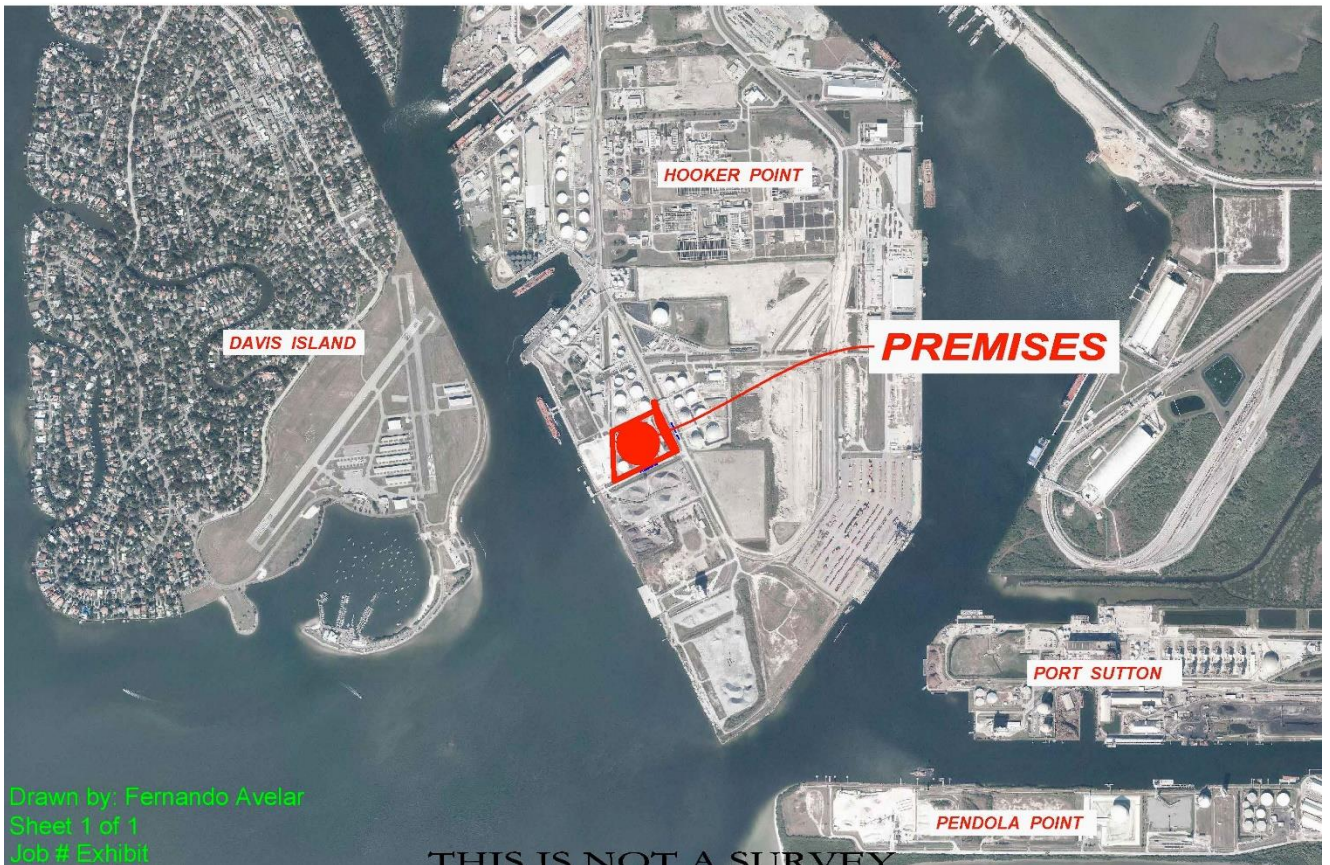 HOOKER POINT
DAVIS ISLAND
PREMISES
PORT SUTTON
PENDOLA POINT
Drawn by: Fernando Avelar
Sheet 1 of 1
Job # Exhibit
THIS IS NOT A SURVEY